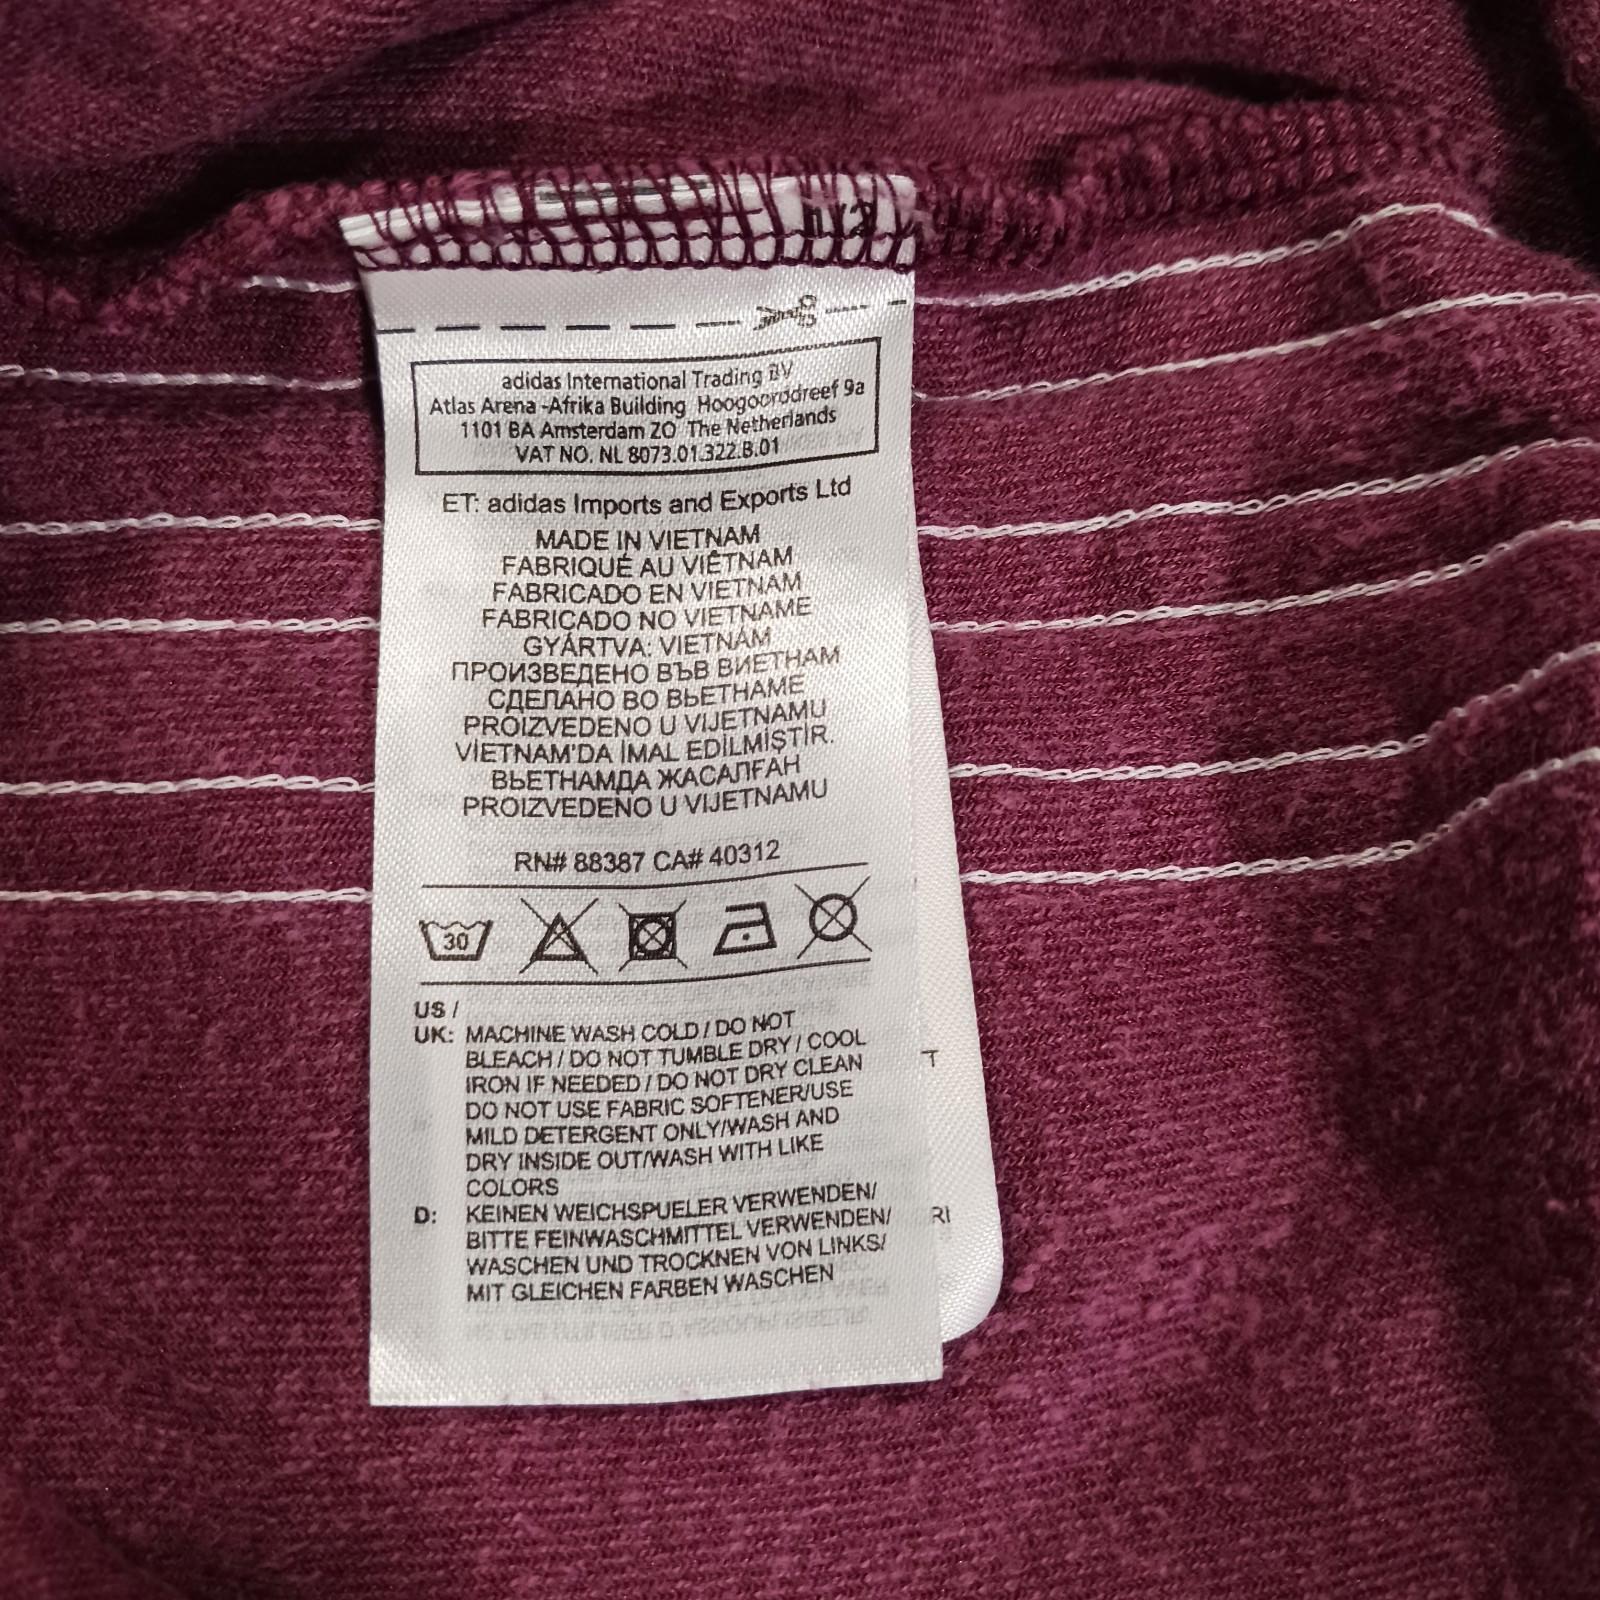 1/2
adidas International Trading BV
Atlas Arena -Afrika Building Hoogoorddreef 9a
1101 BA Amsterdam ZO The Netherlands
VAT NO. NL 8073.01.322.B.01
ET: adidas Imports and Exports Ltd
MADE IN VIETNAM
FABRIQUÉ AU VIÊTNAM
FABRICADO EN VIETNAM
FABRICADO NO VIETNAME
GYÁRTVA: VIETNÁM
ПРОИЗВЕДЕНО ВЪВ ВИЕТНАМ
СДЕЛАНО ВО ВЬЕТНАМЕ
PROIZVEDENO U VIJETNAMU
VİETNAM'DA İMAL EDİLMİŞTİR.
ВЬЕТНАМДА ЖАСАЛҒАН
PROIZVEDENO U VIJETNAMU
RN# 88387 CA# 40312
30
US /
UK: MACHINE WASH COLD / DO NOT
BLEACH / DO NOT TUMBLE DRY / COOL
IRON IF NEEDED / DO NOT DRY CLEAN
DO NOT USE FABRIC SOFTENER/USE
MILD DETERGENT ONLY/WASH AND
DRY INSIDE OUT/WASH WITH LIKE
COLORS
D: KEINEN WEICHSPUELER VERWENDEN/
BITTE FEINWASCHMITTEL VERWENDEN/
WASCHEN UND TROCKNEN VON LINKS/
MIT GLEICHEN FARBEN WASCHEN
T
RI